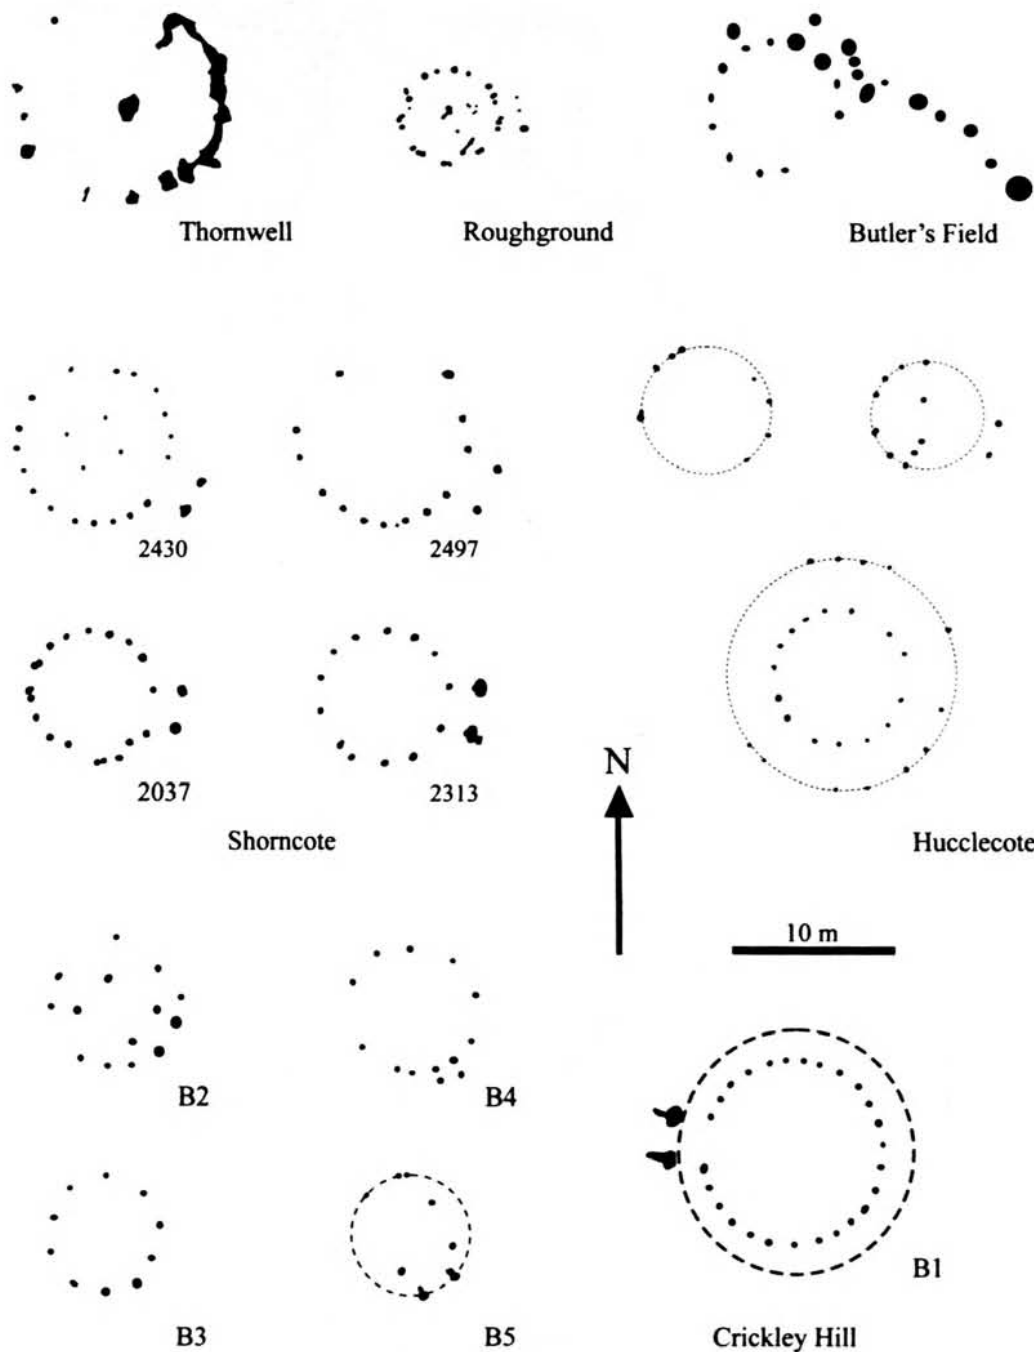 Thornwell
Roughground
Butler's Field
2430
2497
2037
2313
Shorncote
Hucclecote
N
10 m
B2
B4
B1
B3
B5
Crickley Hill